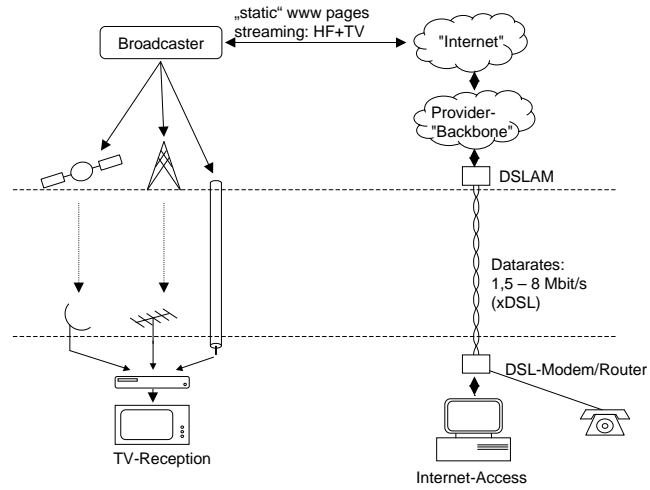 „static“ www pages
streaming: HF+TV
Broadcaster
"Internet"
Provider-
"Backbone"
DSLAM
Datarates:
1,5 – 8 Mbit/s
(xDSL)
DSL-Modem/Router
TV-Reception
Internet-Access